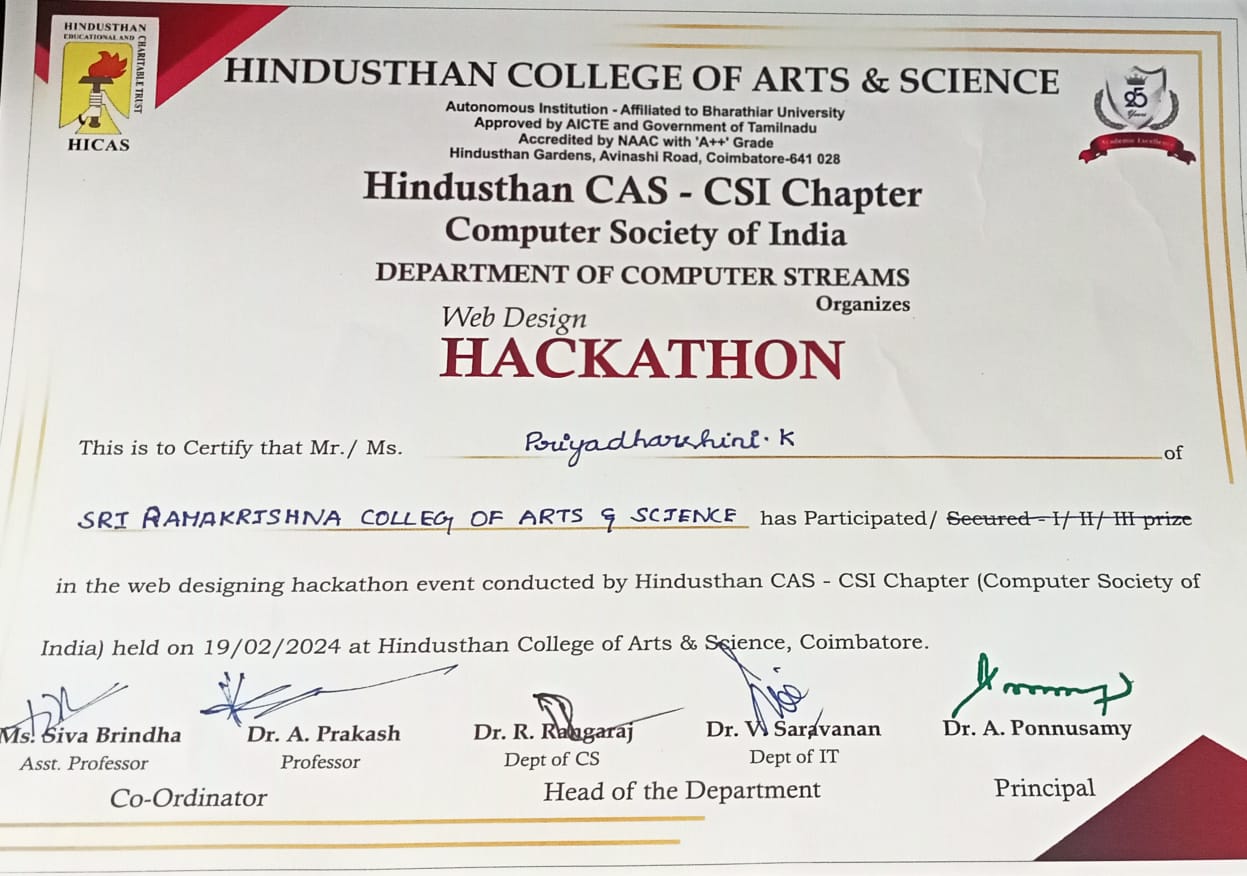 HINDUSTHAN
EDUCATIONAL AND
CHARITABLE TRUST
HICAS
HINDUSTHAN COLLEGE OF ARTS & SCIENCE
Autonomous Institution - Affiliated to Bharathiar University
Approved by AICTE and Government of Tamilnadu
Accredited by NAAC with 'A++' Grade
Hindusthan Gardens, Avinashi Road, Coimbatore-641 028
25
Years
Academic Excellence
Hindusthan CAS - CSI Chapter
Computer Society of India
DEPARTMENT OF COMPUTER STREAMS
Organizes
Web Design
HACKATHON
This is to Certify that Mr./ Ms. Priyadharshini. K of
SRI RAMAKRISHNA COLLEG OF ARTS & SCIENCE has Participated/ Secured - I/ II/ III prize
in the web designing hackathon event conducted by Hindusthan CAS - CSI Chapter (Computer Society of
India) held on 19/02/2024 at Hindusthan College of Arts & Science, Coimbatore.
Ms. Siva Brindha Dr. A. Prakash Dr. R. Rangaraj Dr. V. Saravanan Dr. A. Ponnusamy
Asst. Professor Professor Dept of CS Dept of IT
Co-Ordinator Head of the Department Principal